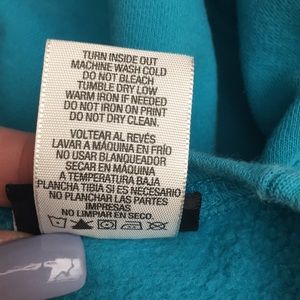 TURN INSIDE OUT
MACHINE WASH COLD
DO NOT BLEACH
TUMBLE DRY LOW
WARM IRON IF NEEDED
DO NOT IRON ON PRINT
DO NOT DRY CLEAN.
VOLTEAR AL REVÉS
LAVAR A MÁQUINA EN FRÍO
NO USAR BLANQUEADOR
SECAR EN MÁQUINA
A TEMPERATURA BAJA
PLANCHA TIBIA SI ES NECESARIO
NO PLANCHAR LAS PARTES
IMPRESAS
NO LIMPIAR EN SECO.